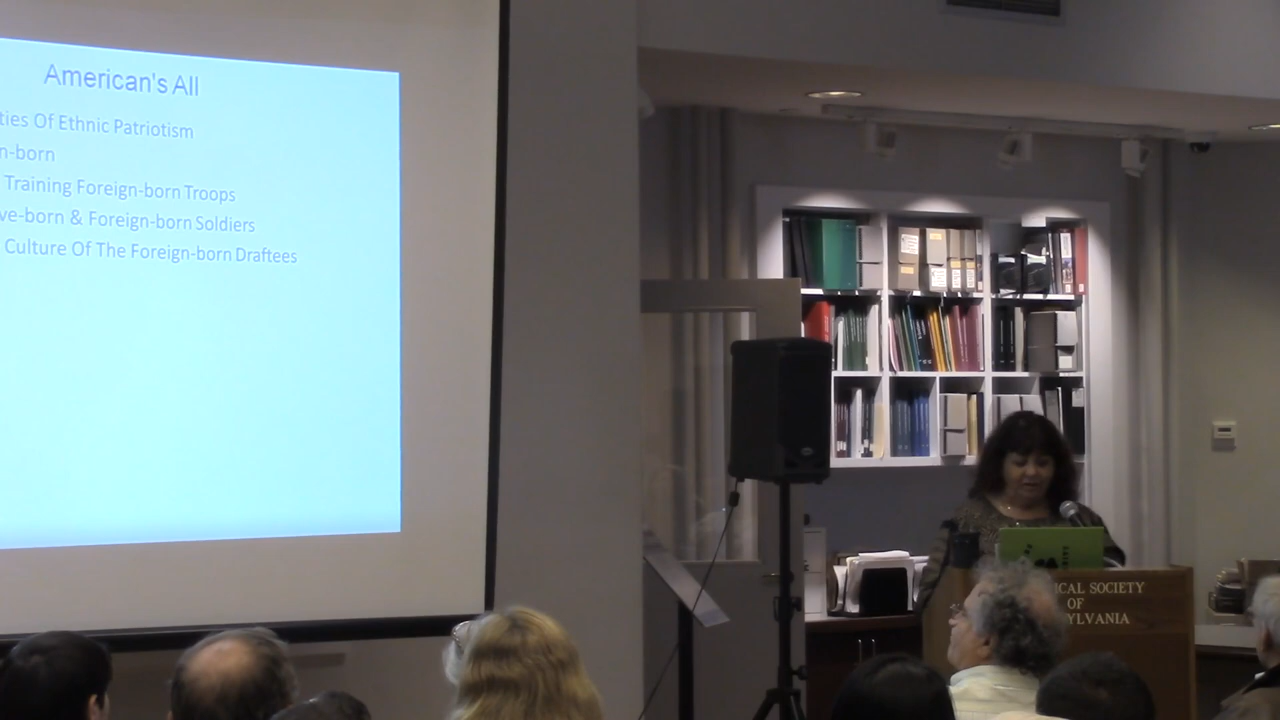 American's All
ties Of Ethnic Patriotism
n-born
Training Foreign-born Troops
ve-born & Foreign-born Soldiers
Culture Of The Foreign-born Draftees
ICAL SOCIETY
OF
YLVANIA